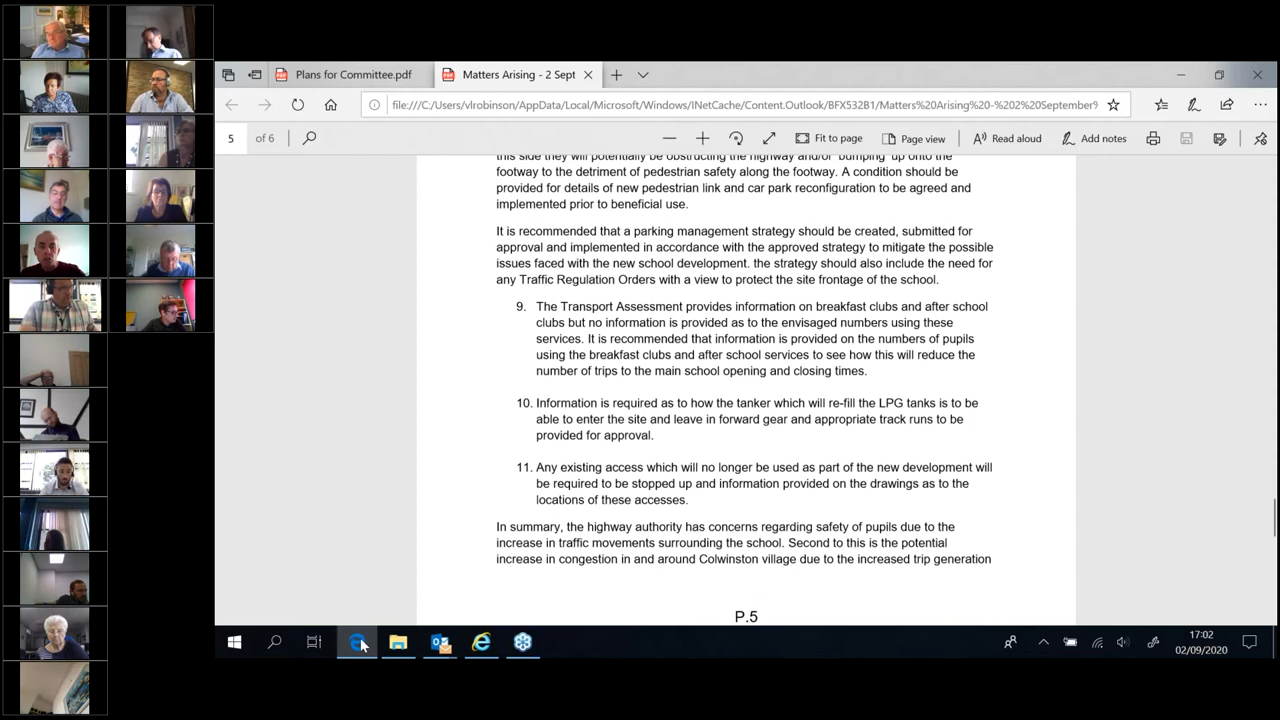 Plans for Committee.pdf
Matters Arising - 2 Sept
file:///C:/Users/vlrobinson/AppData/Local/Microsoft/Windows/INetCache/Content.Outlook/BFX532B1/Matters%20Arising%20-%202%20September%
5 of 6
Fit to page
Page view
Read aloud
Add notes
this side they will potentially be obstructing the highway and/or 'bumping' up onto the
footway to the detriment of pedestrian safety along the footway. A condition should be
provided for details of new pedestrian link and car park reconfiguration to be agreed and
implemented prior to beneficial use.
It is recommended that a parking management strategy should be created, submitted for
approval and implemented in accordance with the approved strategy to mitigate the possible
issues faced with the new school development. the strategy should also include the need for
any Traffic Regulation Orders with a view to protect the site frontage of the school.
9. The Transport Assessment provides information on breakfast clubs and after school
clubs but no information is provided as to the envisaged numbers using these
services. It is recommended that information is provided on the numbers of pupils
using the breakfast clubs and after school services to see how this will reduce the
number of trips to the main school opening and closing times.
10. Information is required as to how the tanker which will re-fill the LPG tanks is to be
able to enter the site and leave in forward gear and appropriate track runs to be
provided for approval.
11. Any existing access which will no longer be used as part of the new development will
be required to be stopped up and information provided on the drawings as to the
locations of these accesses.
In summary, the highway authority has concerns regarding safety of pupils due to the
increase in traffic movements surrounding the school. Second to this is the potential
increase in congestion in and around Colwinston village due to the increased trip generation
P.5
17:02
02/09/2020